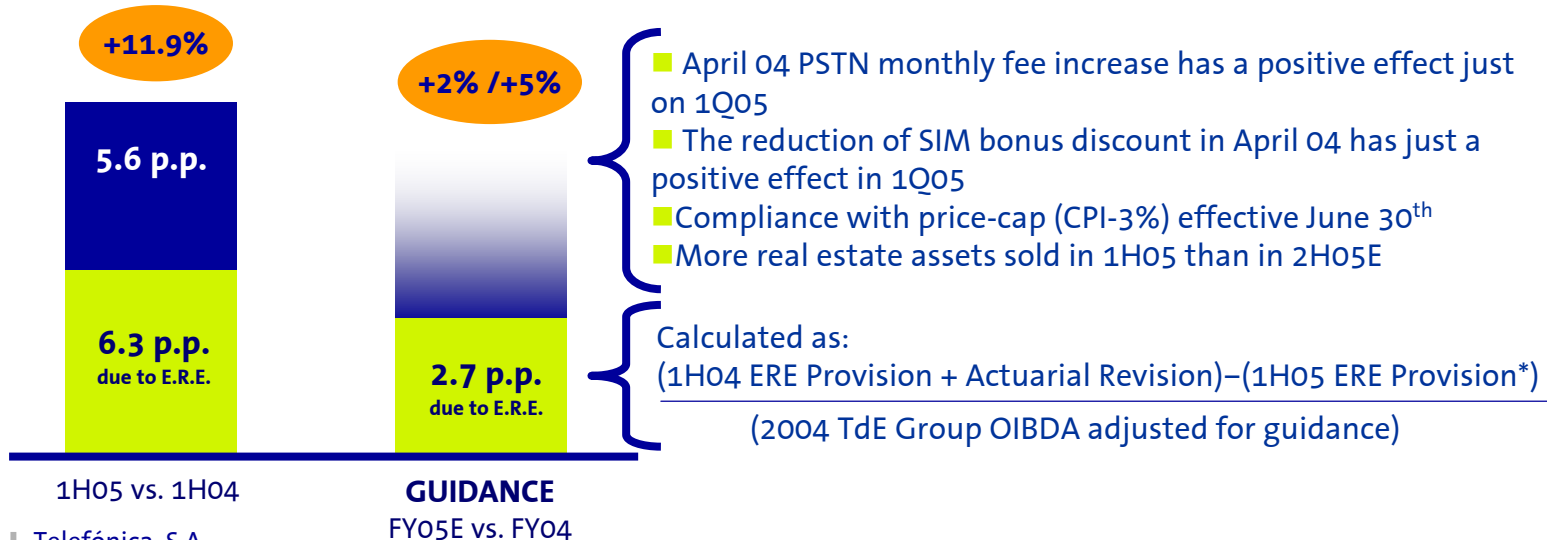 +11.9%
5.6 p.p.
6.3 p.p.
due to E.R.E.
1H05 vs. 1H04
+2% /+5%
2.7 p.p.
due to E.R.E.
GUIDANCE
FY05E vs. FY04
■ April 04 PSTN monthly fee increase has a positive effect just
on 1Q05
■ The reduction of SIM bonus discount in April 04 has just a
positive effect in 1Q05
■Compliance with price-cap (CPI-3%) effective June 30th
■More real estate assets sold in 1H05 than in 2H05E
Calculated as:
(1H04 ERE Provision + Actuarial Revision)–(1H05 ERE Provision*)
(2004 TdE Group OIBDA adjusted for guidance)
Telefónica, S.A.